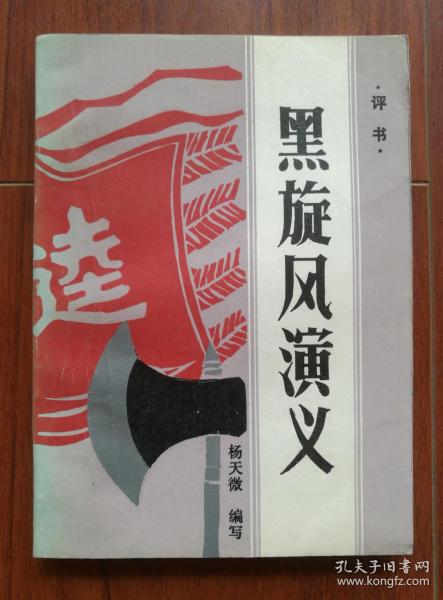 ·评书·
黑旋风演义
杨天微 编写
逵
孔夫子旧书网
www.kongfz.com